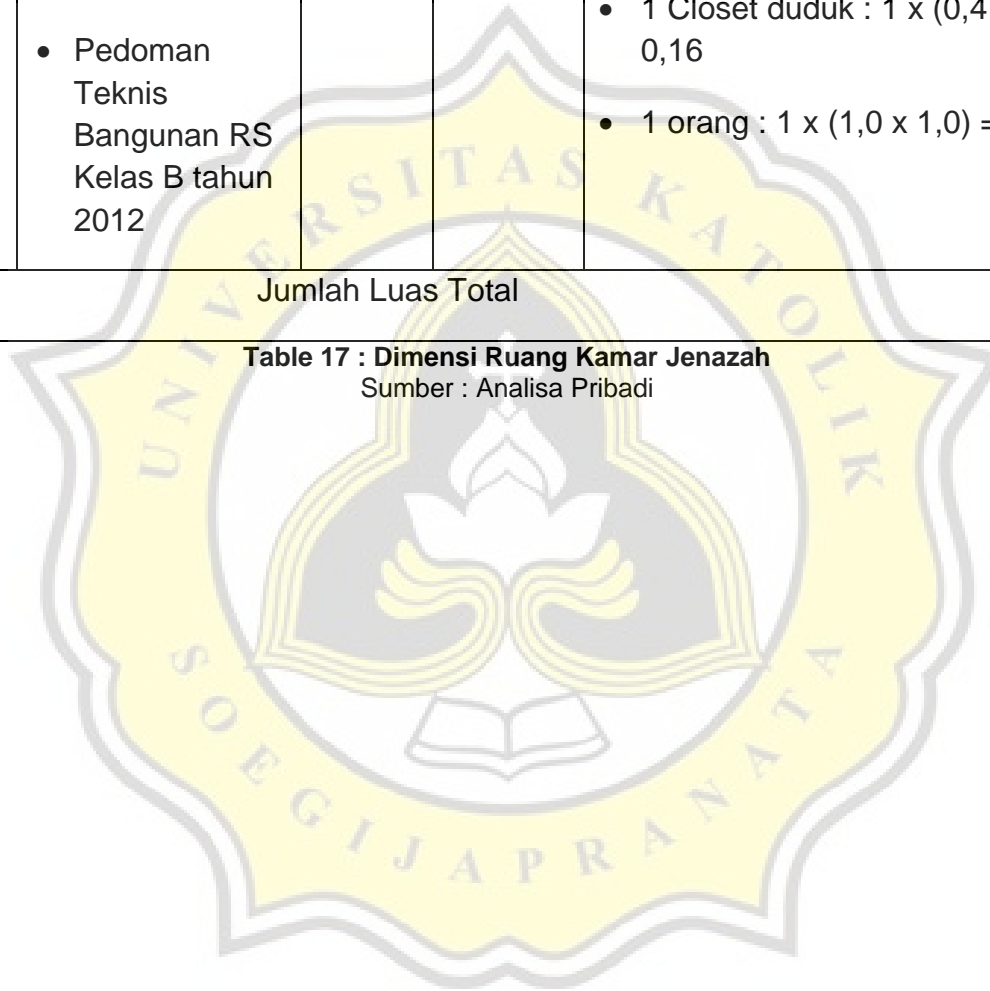 • Pedoman
Teknis
Bangunan RS
Kelas B tahun
2012
• 1 Closet duduk : 1 x (0,4
0,16
• 1 orang : 1 x (1,0 x 1,0) =
Jumlah Luas Total
Table 17 : Dimensi Ruang Kamar Jenazah
Sumber : Analisa Pribadi
UNIVERSITAS KATOLIK
SOEGIJAPRANATA